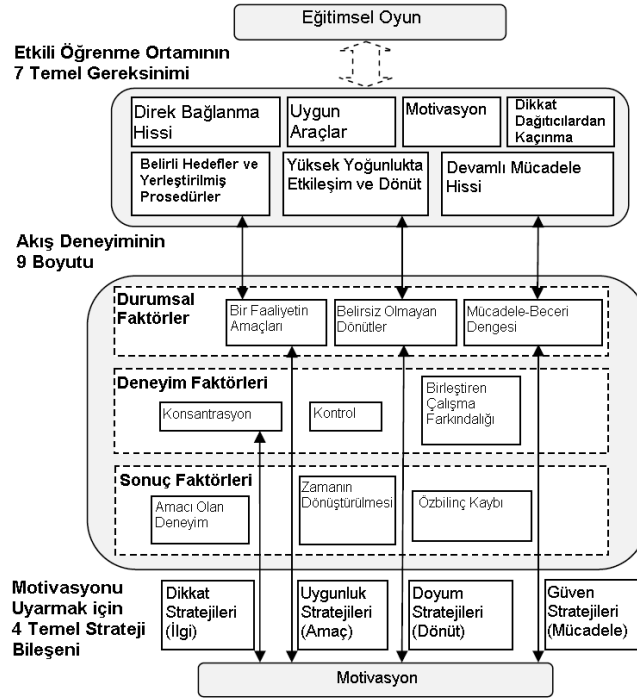 Eğitimsel Oyun
Etkili Öğrenme Ortamının
7 Temel Gereksinimi
Direk Bağlanma
Hissi
Uygun
Araçlar
Motivasyon
Dikkat
Dağıtıcılardan
Kaçınma
Belirli Hedefler ve
Yerleştirilmiş
Prosedürler
Yüksek Yoğunlukta
Etkileşim ve Dönüt
Devamlı Mücadele
Hissi
Akış Deneyiminin
9 Boyutu
Durumsal
Faktörler
Bir Faaliyetin
Amaçları
Belirsiz Olmayan
Dönütler
Mücadele-Beceri
Dengesi
Deneyim Faktörleri
Konsantrasyon
Kontrol
Birleştiren
Çalışma
Farkındalığı
Sonuç Faktörleri
Amacı Olan
Deneyim
Zamanın
Dönüştürülmesi
Özbilinç Kaybı
Motivasyonu
Uyarmak için
4 Temel Strateji
Bileşeni
Dikkat
Stratejileri
(İlgi)
Uygunluk
Stratejileri
(Amaç)
Doyum
Stratejileri
(Dönüt)
Güven
Stratejileri
(Mücadele)
Motivasyon